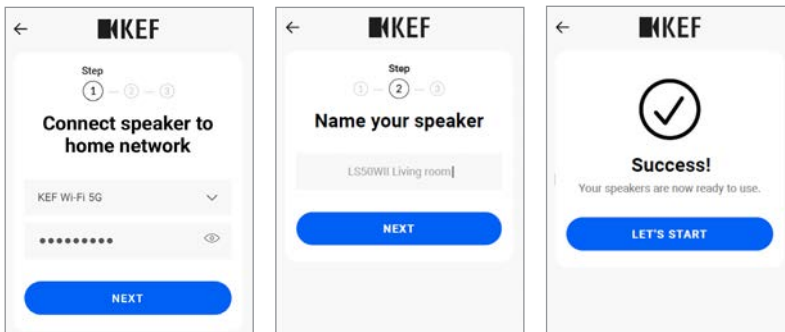 KEF
Step
1 2 3
Connect speaker to
home network
KEF Wi-Fi 5G
NEXT
KEF
Step
1 2 3
Name your speaker
LS50WII Living room
NEXT
KEF
Success!
Your speakers are now ready to use.
LET'S START